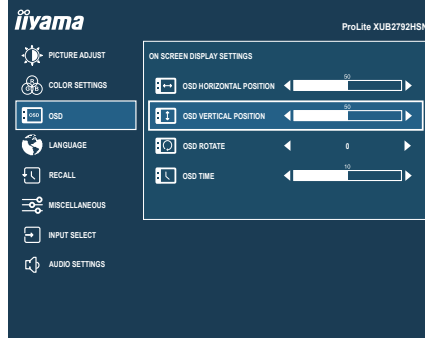 iiyama
ProLite XUB2792HSN
PICTURE ADJUST
COLOR SETTINGS
OSD
LANGUAGE
RECALL
MISCELLANEOUS
INPUT SELECT
AUDIO SETTINGS
ON SCREEN DISPLAY SETTINGS
OSD HORIZONTAL POSITION
50
OSD VERTICAL POSITION
50
OSD ROTATE
0
OSD TIME
10
R
G B
OSD